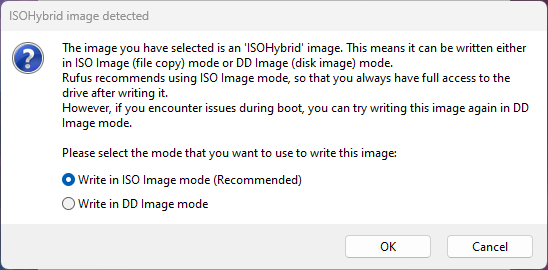 ISOHybrid image detected
The image you have selected is an 'ISOHybrid' image. This means it can be written either
in ISO Image (file copy) mode or DD Image (disk image) mode.
Rufus recommends using ISO Image mode, so that you always have full access to the
drive after writing it.
However, if you encounter issues during boot, you can try writing this image again in DD
Image mode.
Please select the mode that you want to use to write this image:
Write in ISO Image mode (Recommended)
Write in DD Image mode
OK
Cancel